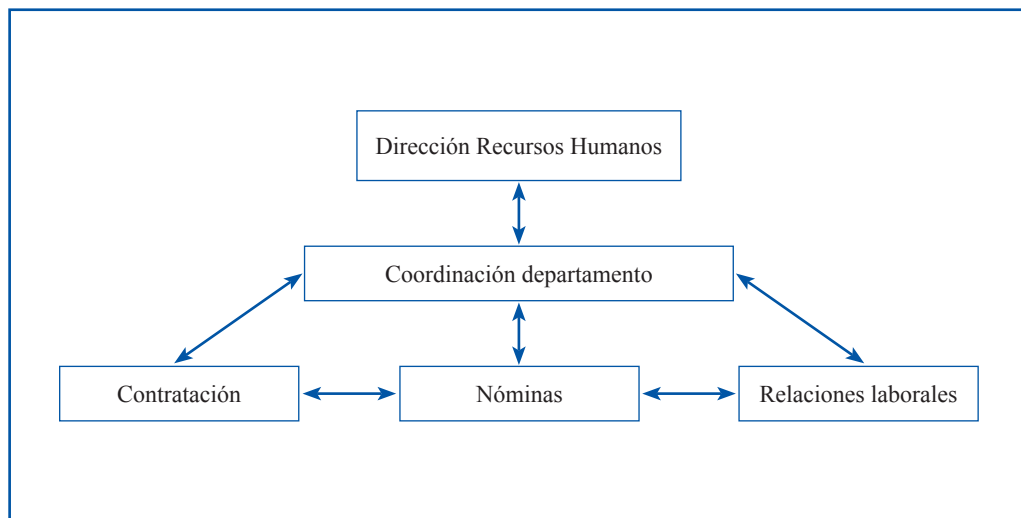 Dirección Recursos Humanos
Coordinación departamento
Contratación
Nóminas
Relaciones laborales